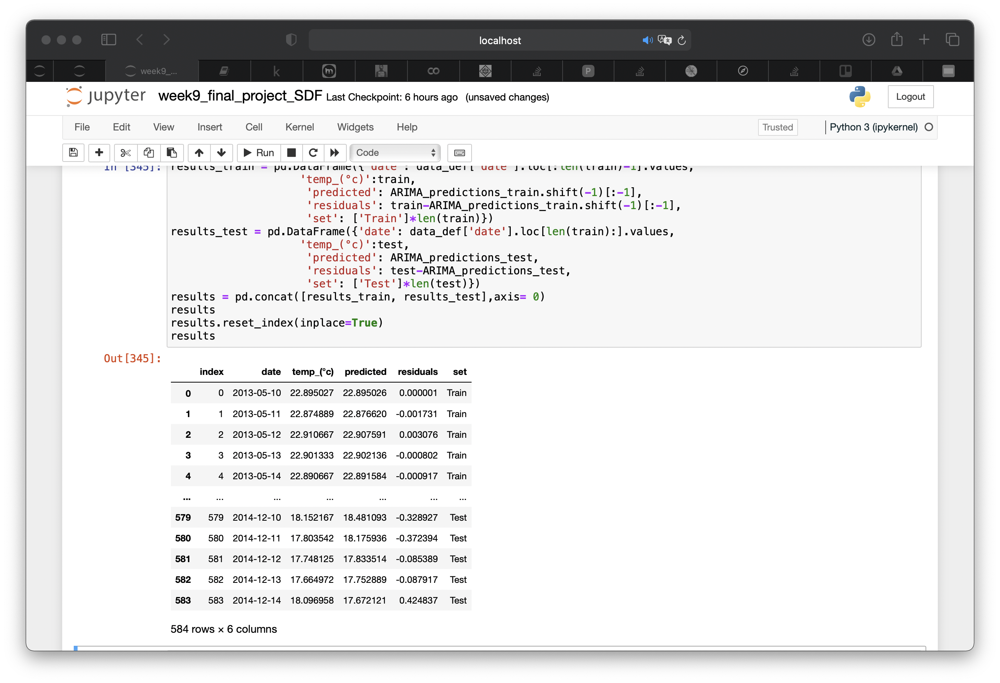 localhost
week9_...
jupyter week9_final_project_SDF Last Checkpoint: 6 hours ago (unsaved changes)
Logout
File Edit View Insert Cell Kernel Widgets Help
Trusted Python 3 (ipykernel)
Run Code
In [345]: results_train = pd.DataFrame({'date': data_def['date'].loc[:len(train)-1].values,
'temp_(°c)':train,
'predicted': ARIMA_predictions_train.shift(-1)[:-1],
'residuals': train-ARIMA_predictions_train.shift(-1)[:-1],
'set': ['Train']*len(train)})
results_test = pd.DataFrame({'date': data_def['date'].loc[len(train):].values,
'temp_(°c)':test,
'predicted': ARIMA_predictions_test,
'residuals': test-ARIMA_predictions_test,
'set': ['Test']*len(test)})
results = pd.concat([results_train, results_test],axis= 0)
results
results.reset_index(inplace=True)
results
Out[345]:
index date temp_(°c) predicted residuals set
0 0 2013-05-10 22.895027 22.895026 0.000001 Train
1 1 2013-05-11 22.874889 22.876620 -0.001731 Train
2 2 2013-05-12 22.910667 22.907591 0.003076 Train
3 3 2013-05-13 22.901333 22.902136 -0.000802 Train
4 4 2013-05-14 22.890667 22.891584 -0.000917 Train
... ... ... ... ... ... ...
579 579 2014-12-10 18.152167 18.481093 -0.328927 Test
580 580 2014-12-11 17.803542 18.175936 -0.372394 Test
581 581 2014-12-12 17.748125 17.833514 -0.085389 Test
582 582 2014-12-13 17.664972 17.752889 -0.087917 Test
583 583 2014-12-14 18.096958 17.672121 0.424837 Test
584 rows × 6 columns